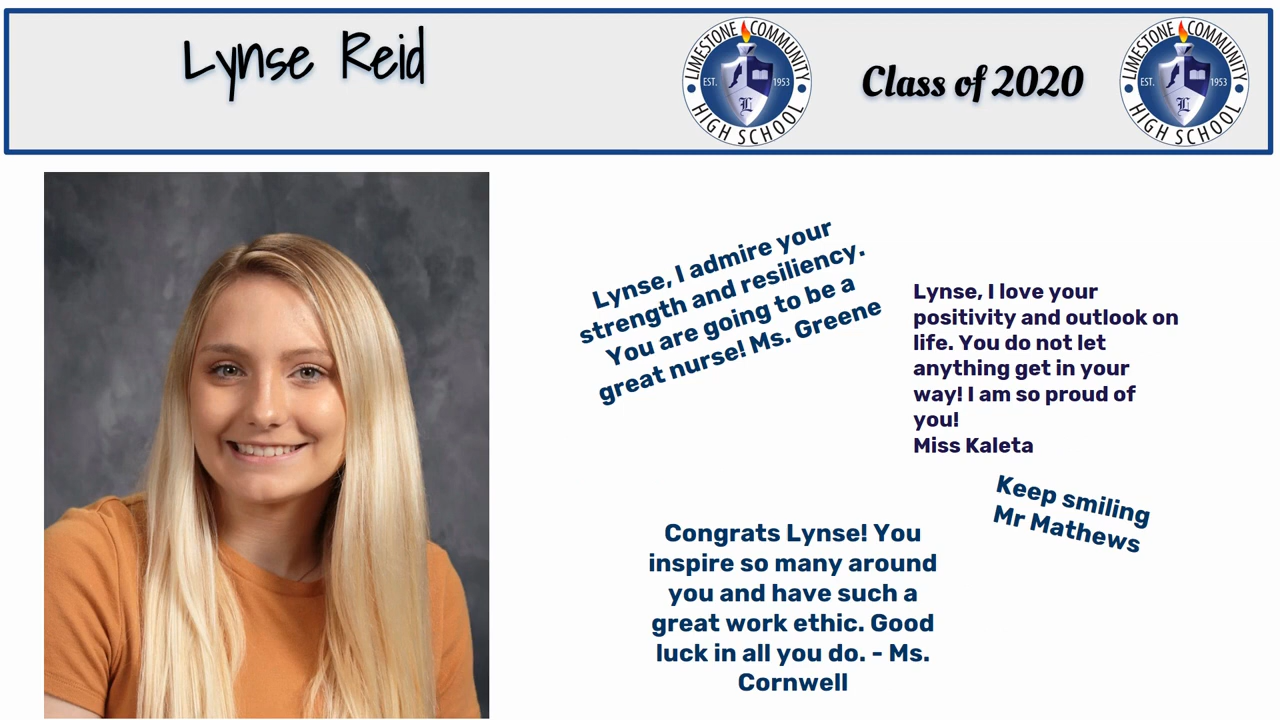 Lynse Reid
LIMESTONE COMMUNITY
EST. 1953
L
HIGH SCHOOL
Class of 2020
LIMESTONE COMMUNITY
EST. 1953
L
HIGH SCHOOL
Lynse, I admire your
strength and resiliency.
You are going to be a
great nurse! Ms. Greene
Lynse, I love your
positivity and outlook on
life. You do not let
anything get in your
way! I am so proud of
you!
Miss Kaleta
Keep smiling
Mr Mathews
Congrats Lynse! You
inspire so many around
you and have such a
great work ethic. Good
luck in all you do. - Ms.
Cornwell